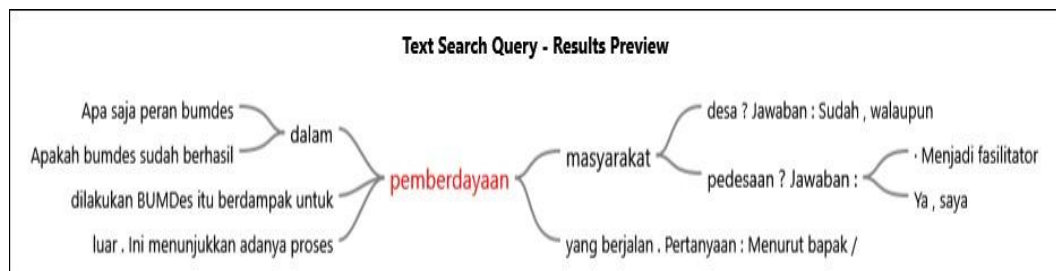 Text Search Query - Results Preview
Apa saja peran bumdes
Apakah bumdes sudah berhasil
dalam
dilakukan BUMDes itu berdampak untuk
luar . Ini menunjukkan adanya proses
pemberdayaan
masyarakat
desa ? Jawaban : Sudah , walaupun
pedesaan ? Jawaban :
· Menjadi fasilitator
Ya , saya
yang berjalan . Pertanyaan : Menurut bapak /